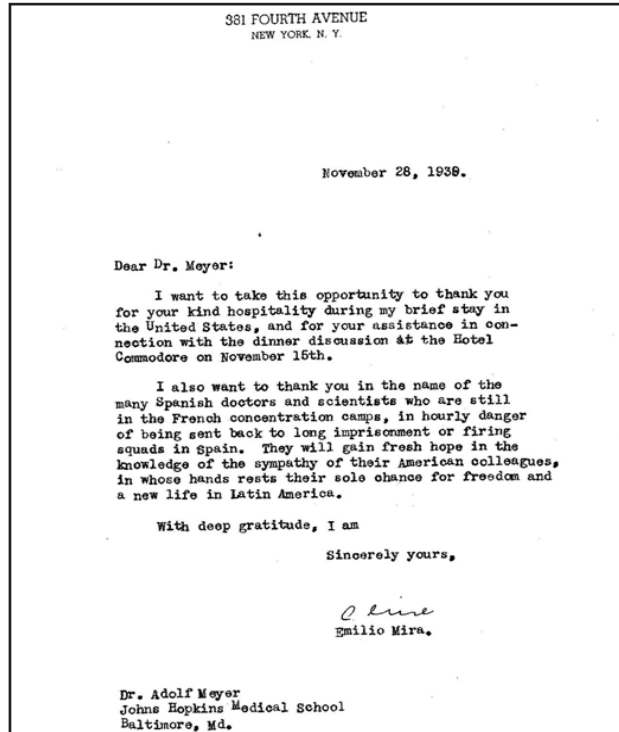 381 FOURTH AVENUE
NEW YORK, N. Y.
November 28, 1939.
Dear Dr. Meyer:
I want to take this opportunity to thank you
for your kind hospitality during my brief stay in
the United States, and for your assistance in con-
nection with the dinner discussion at the Hotel
Commodore on November 15th.
I also want to thank you in the name of the
many Spanish doctors and scientists who are still
in the French concentration camps, in hourly danger
of being sent back to long imprisonment or firing
squads in Spain. They will gain fresh hope in the
knowledge of the sympathy of their American colleagues,
in whose hands rests their sole chance for freedom and
a new life in Latin America.
With deep gratitude, I am
Sincerely yours,
Emilio Mira.
Dr. Adolf Meyer
Johns Hopkins Medical School
Baltimore, Md.